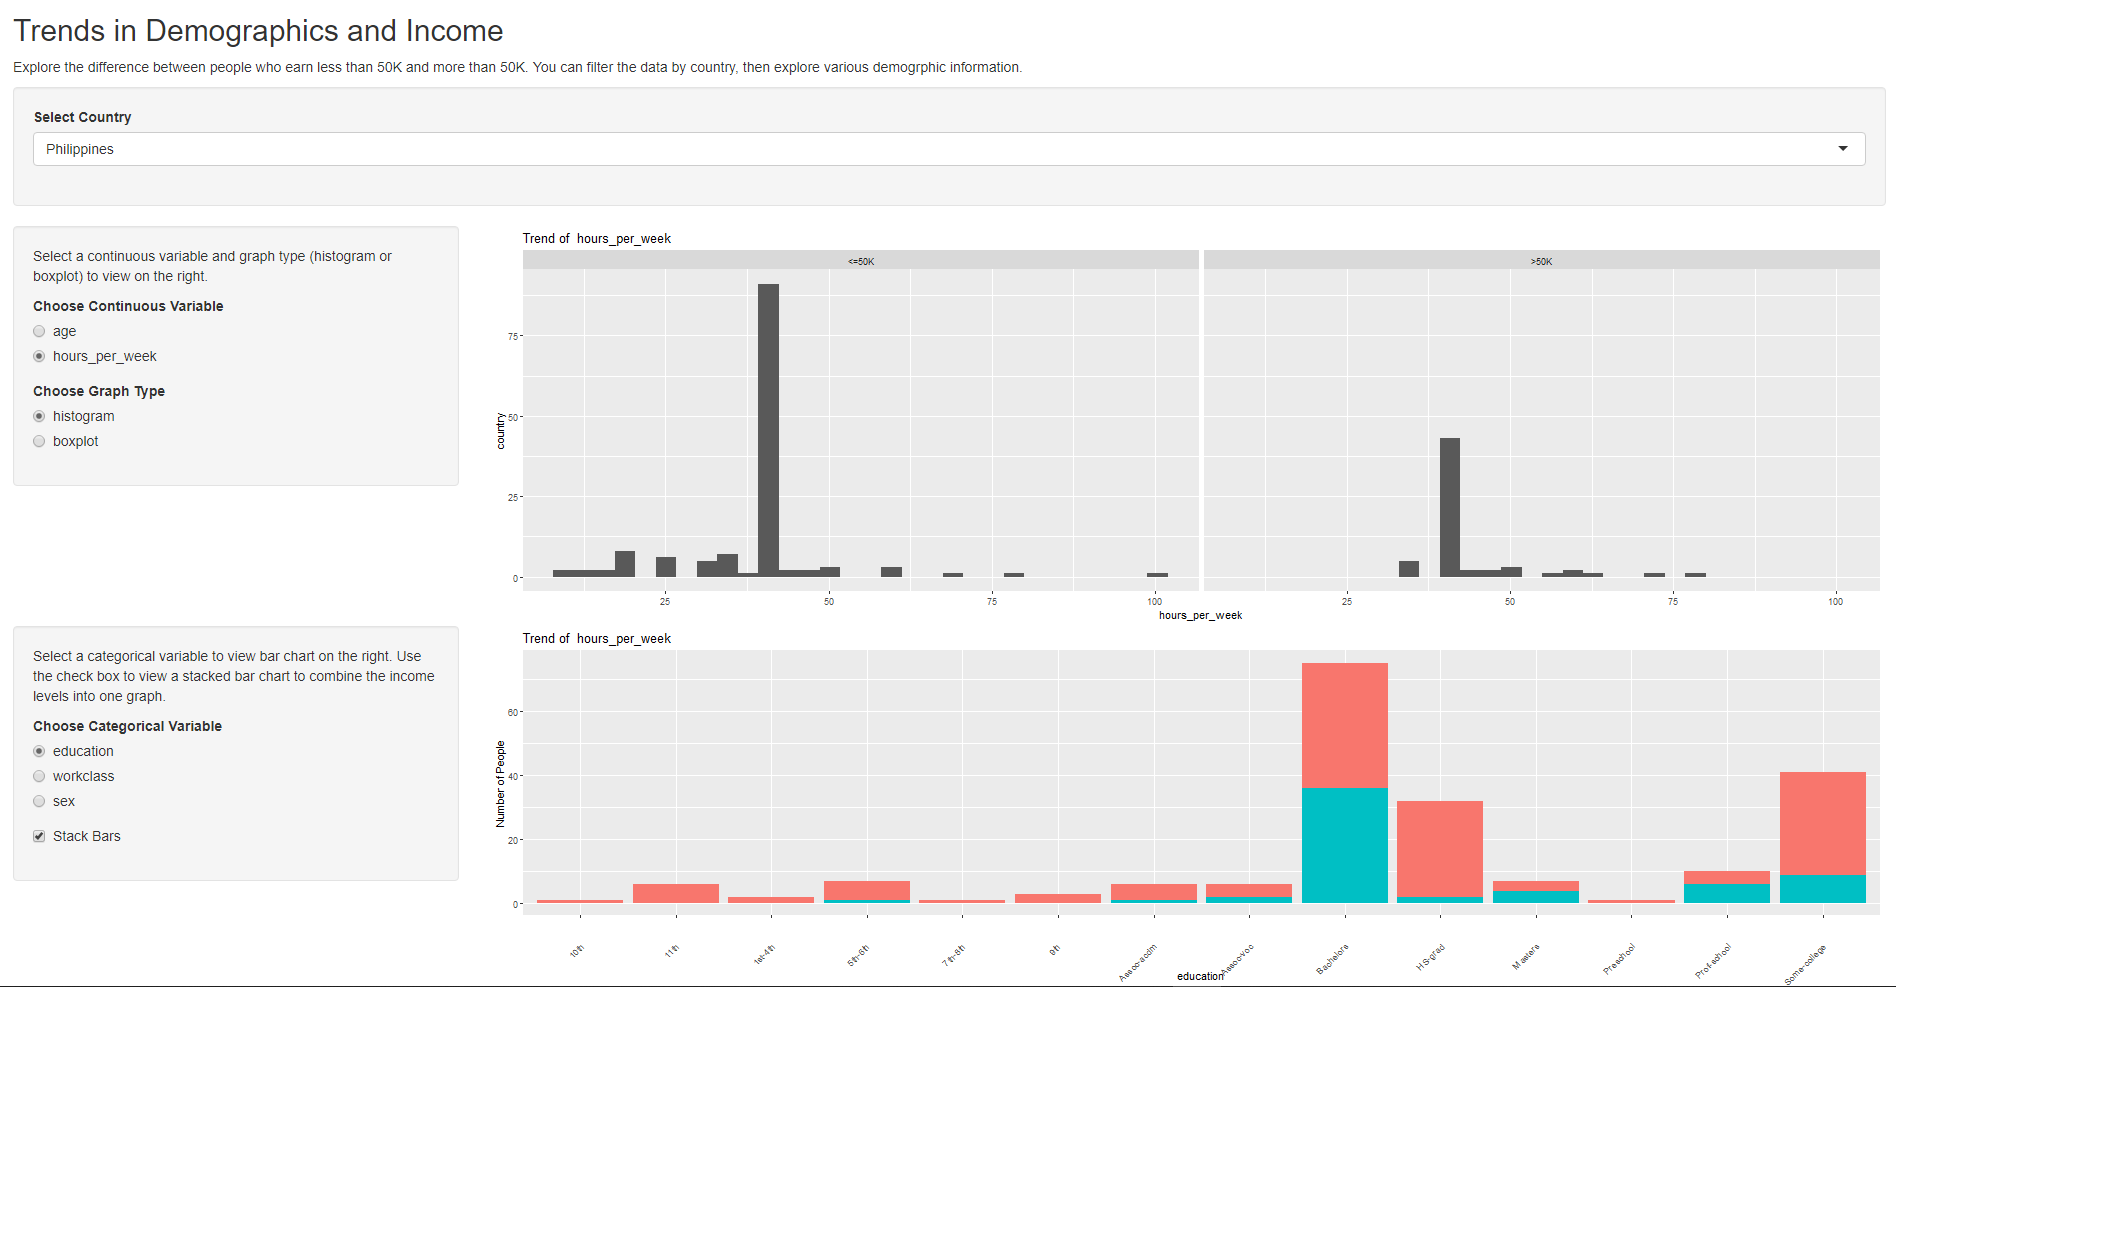 Trends in Demographics and Income
Explore the difference between people who earn less than 50K and more than 50K. You can filter the data by country, then explore various demogrphic information.
Select Country
Philippines
Select a continuous variable and graph type (histogram or
boxplot) to view on the right.
Choose Continuous Variable
age
hours_per_week
Choose Graph Type
histogram
boxplot
Trend of hours_per_week
<=50K
>50K
country
75
50
25
0
25
50
75
100
25
50
75
100
hours_per_week
Select a categorical variable to view bar chart on the right. Use
the check box to view a stacked bar chart to combine the income
levels into one graph.
Choose Categorical Variable
education
workclass
sex
Stack Bars
Trend of hours_per_week
Number of People
60
40
20
0
10th
11th
1st-4th
5th-6th
7th-8th
9th
Assoc-acdm
Assoc-voc
Bachelors
HS-grad
Masters
Preschool
Prof-school
Some-college
education